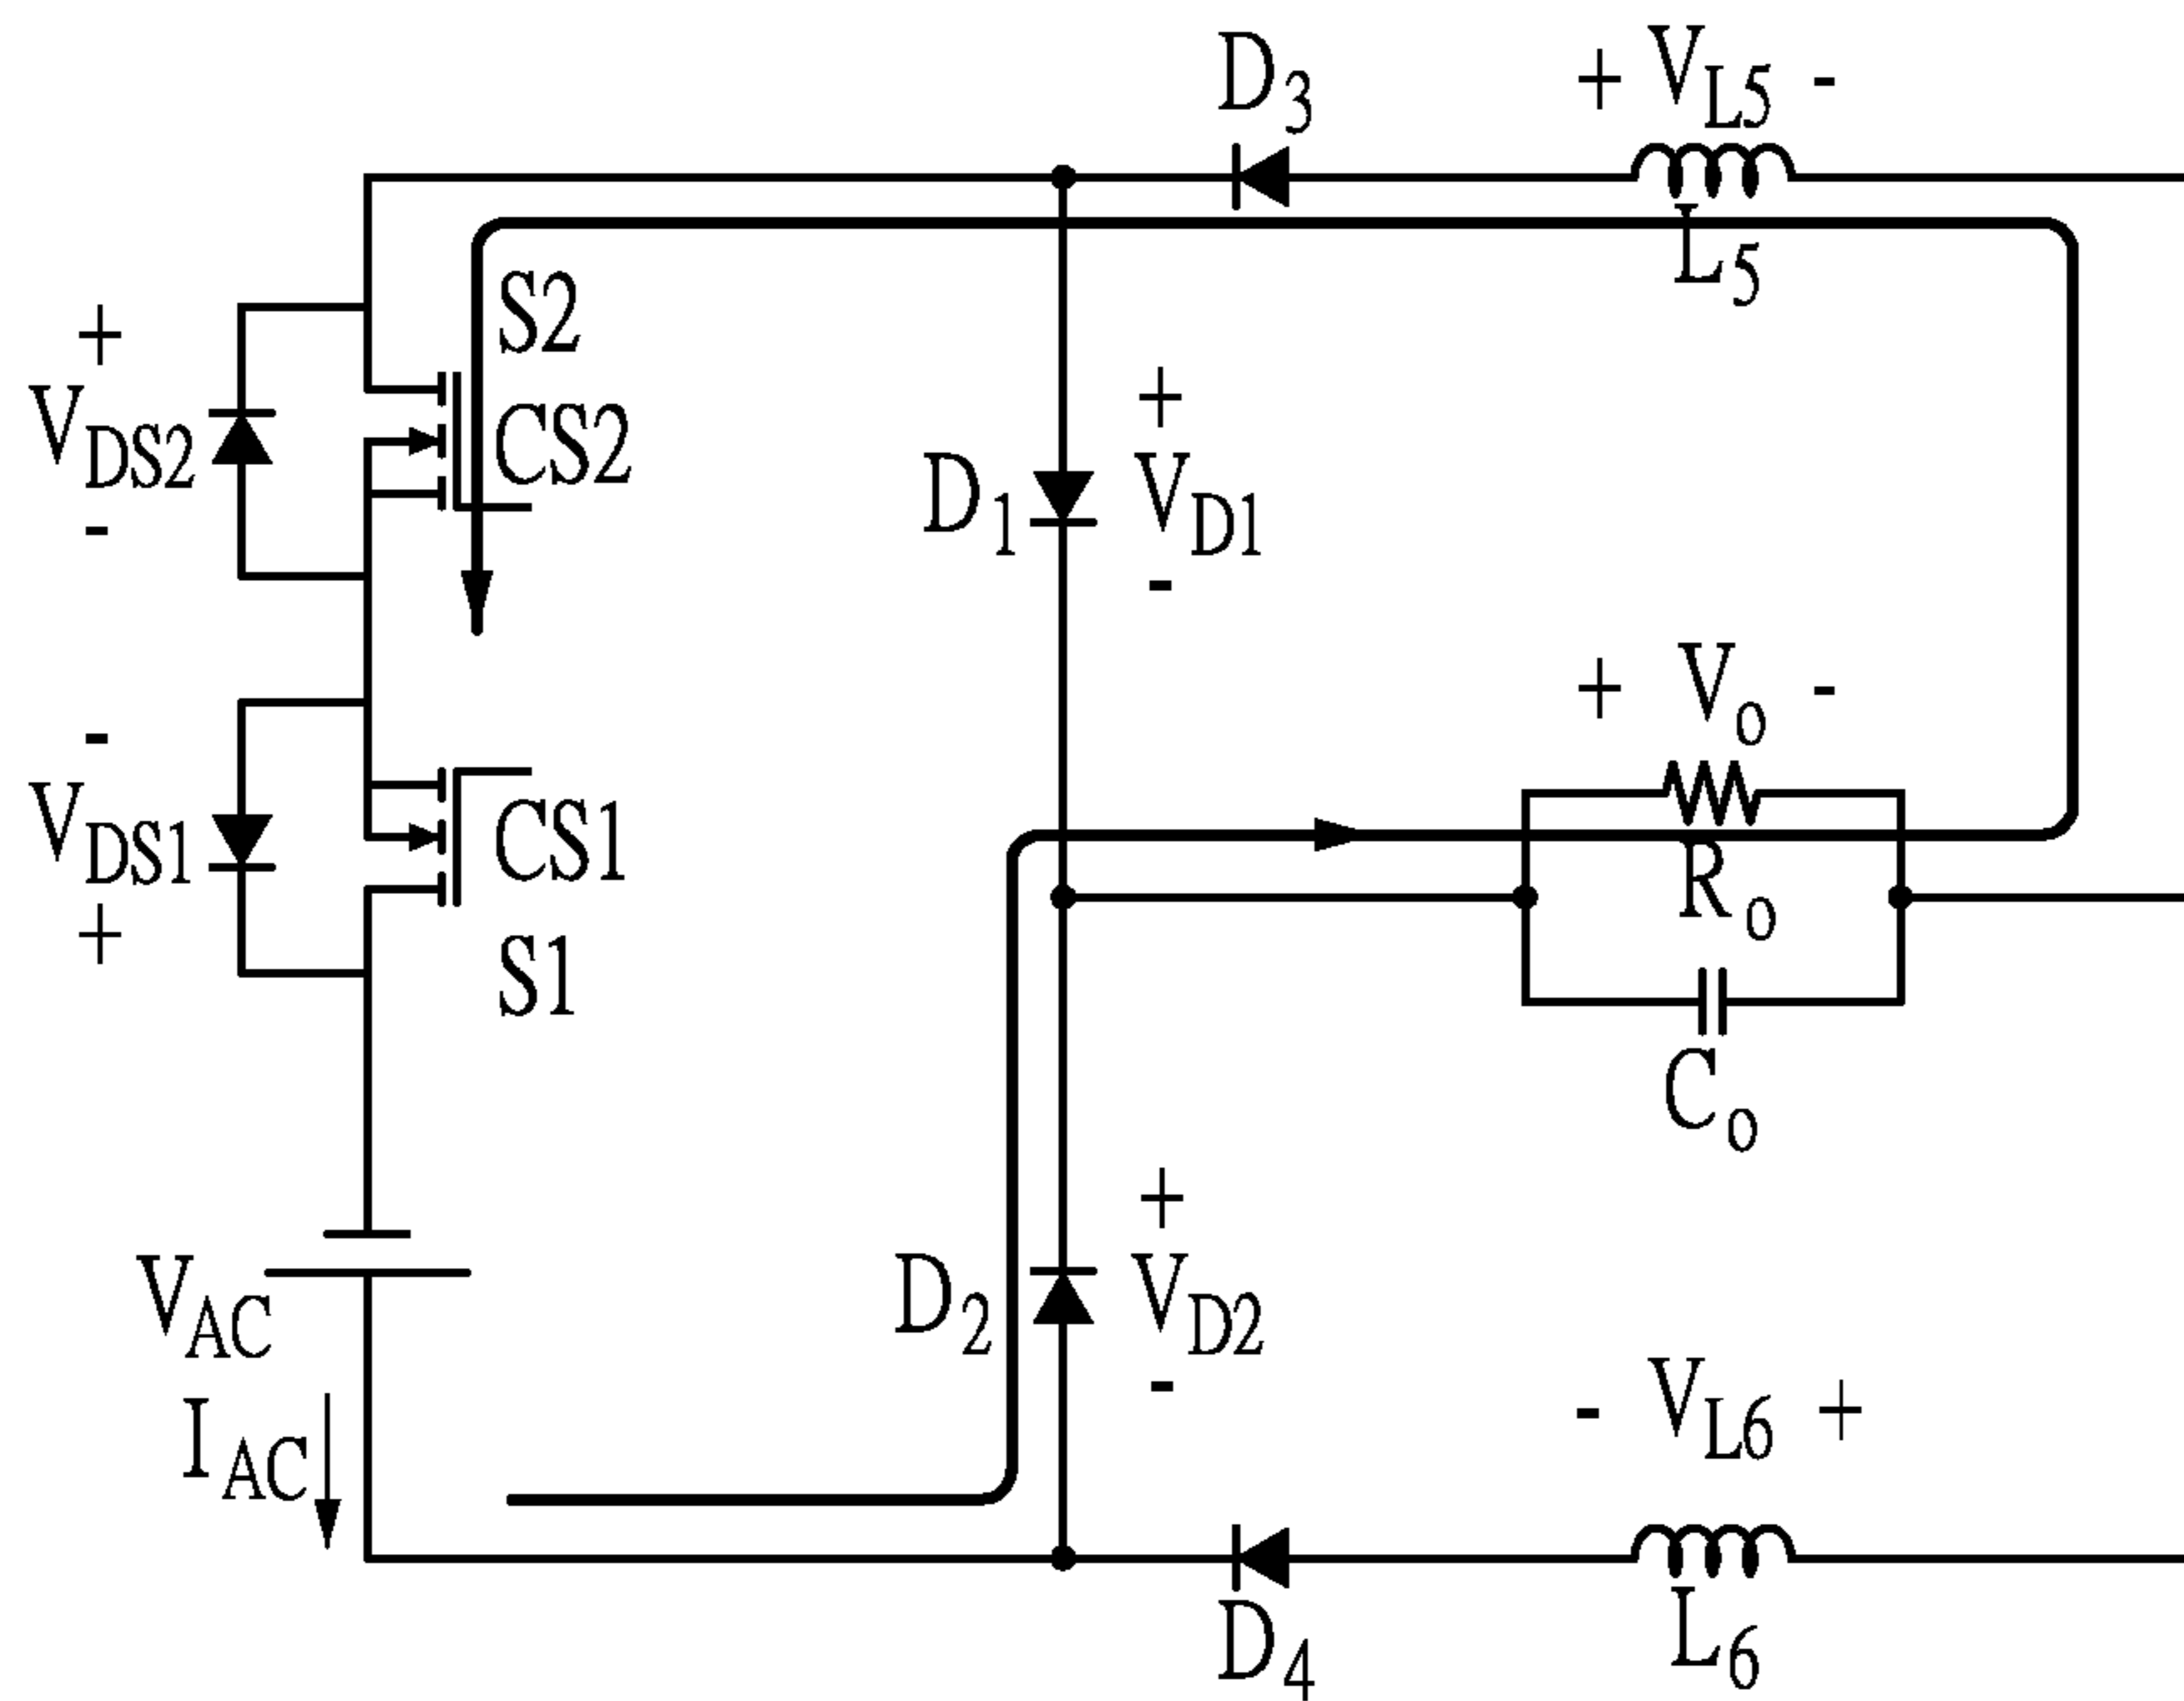 D3
+ VL5 -
L5
S2
+
VDS2
-
CS2
D1
+
VD1
-
+ Vo -
-
VDS1
+
CS1
S1
Ro
Co
VAC
IAC
D2
+
VD2
-
- VL6 +
D4
L6